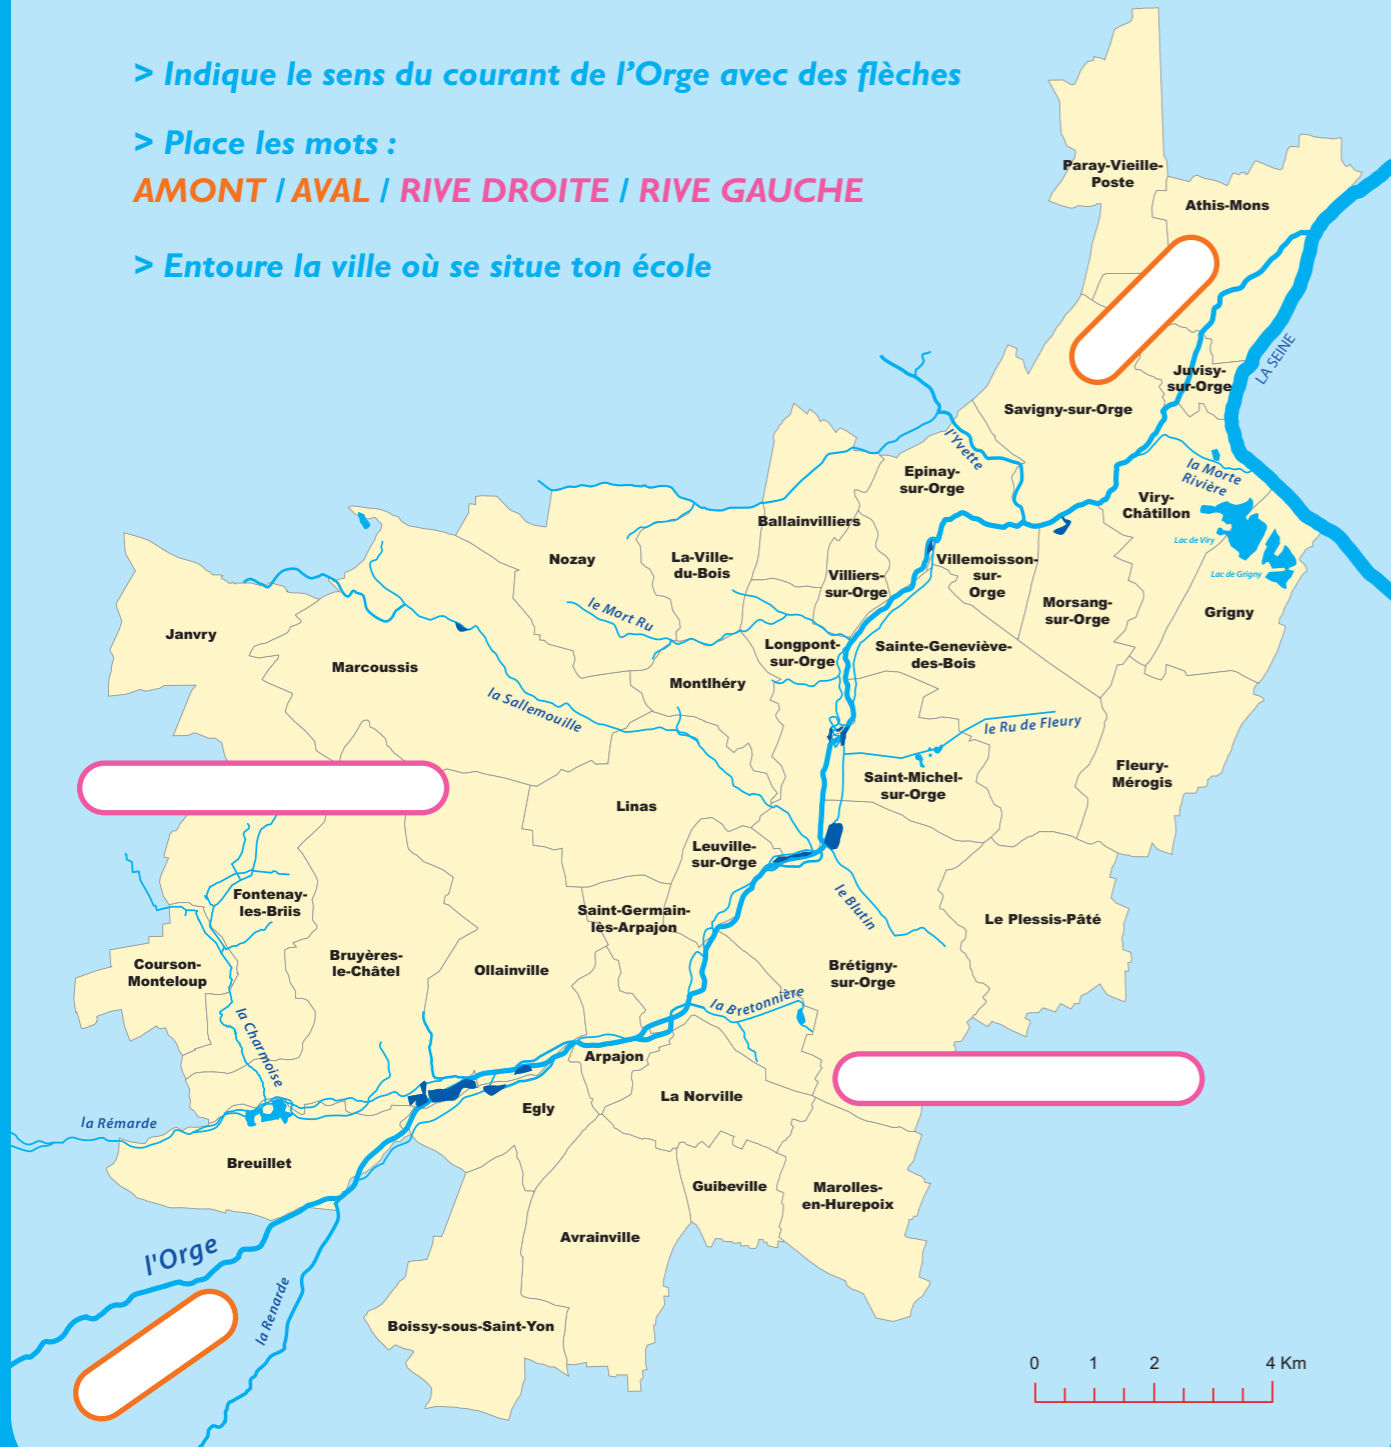 > Indique le sens du courant de l’Orge avec des flèches
> Place les mots :
AMONT / AVAL / RIVE DROITE / RIVE GAUCHE
> Entoure la ville où se situe ton école
Paray-Vieille-
Poste
Athis-Mons
Juvisy-
sur-Orge
LA SEINE
Savigny-sur-Orge
l'Yvette
Epinay-
sur-Orge
la Morte
Rivière
Viry-
Châtillon
Lac de Viry
Lac de Grigny
Grigny
Ballainvilliers
Nozay
La-Ville-
du-Bois
Villiers-
sur-Orge
Villemoisson-
sur-
Orge
Morsang-
sur-Orge
Janvry
Marcoussis
le Mort Ru
Longpont-
sur-Orge
Sainte-Geneviève-
des-Bois
Montlhéry
la Sallemouille
le Ru de Fleury
Fleury-
Mérogis
Saint-Michel-
sur-Orge
Linas
Leuville-
sur-Orge
le Blutin
Le Plessis-Pâté
Fontenay-
les-Briis
Saint-Germain-
lès-Arpajon
Courson-
Monteloup
Bruyères-
le-Châtel
Ollainville
Brétigny-
sur-Orge
la Bretonnière
la Charmoise
Arpajon
La Norville
Egly
la Rémarde
Breuillet
Guibeville
Marolles-
en-Hurepoix
Avrainville
l'Orge
la Renarde
Boissy-sous-Saint-Yon
0 1 2 4 Km